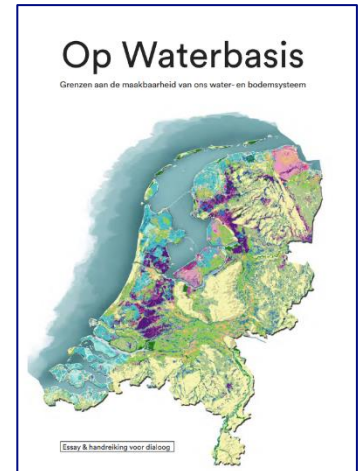 Op Waterbasis
Grenzen aan de maakbaarheid van ons water- en bodemsysteem
Essay & handreiking voor dialoog